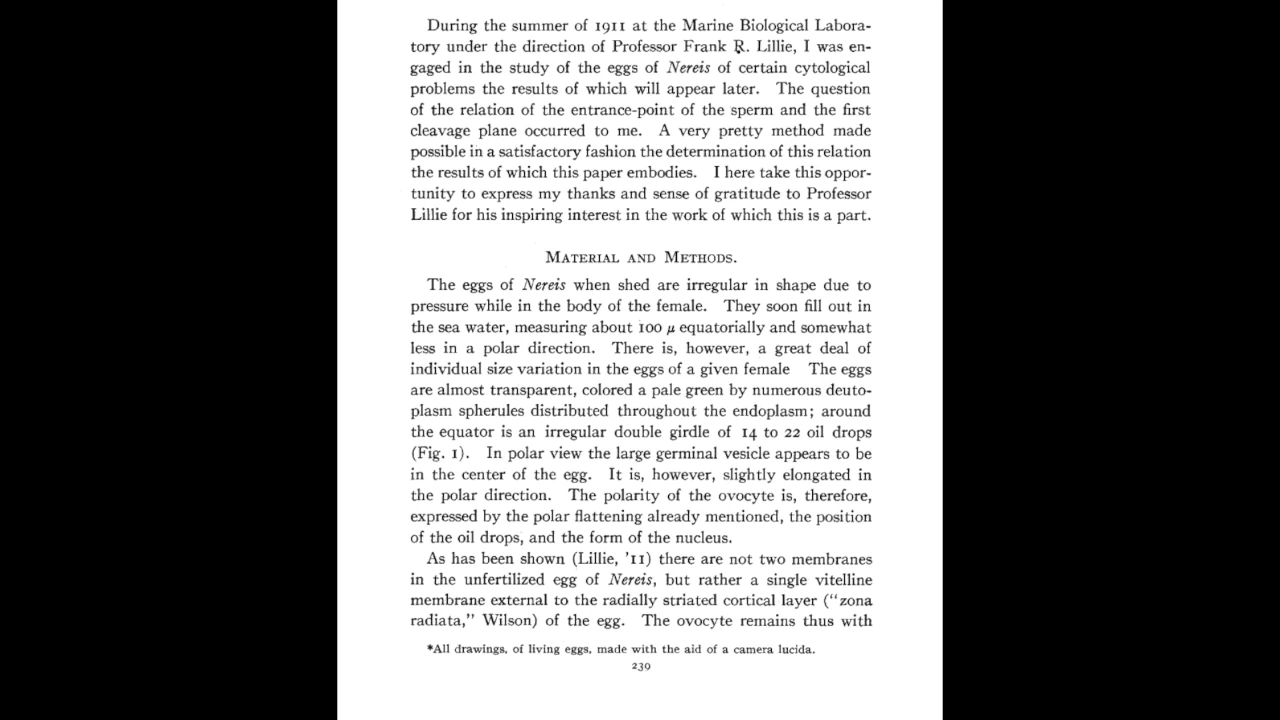 During the summer of 1911 at the Marine Biological Labora-
tory under the direction of Professor Frank R. Lillie, I was en-
gaged in the study of the eggs of Nereis of certain cytological
problems the results of which will appear later. The question
of the relation of the entrance-point of the sperm and the first
cleavage plane occurred to me. A very pretty method made
possible in a satisfactory fashion the determination of this relation
the results of which this paper embodies. I here take this oppor-
tunity to express my thanks and sense of gratitude to Professor
Lillie for his inspiring interest in the work of which this is a part.
Material and Methods.
The eggs of Nereis when shed are irregular in shape due to
pressure while in the body of the female. They soon fill out in
the sea water, measuring about 100 μ equatorially and somewhat
less in a polar direction. There is, however, a great deal of
individual size variation in the eggs of a given female The eggs
are almost transparent, colored a pale green by numerous deuto-
plasm spherules distributed throughout the endoplasm; around
the equator is an irregular double girdle of 14 to 22 oil drops
(Fig. 1). In polar view the large germinal vesicle appears to be
in the center of the egg. It is, however, slightly elongated in
the polar direction. The polarity of the ovocyte is, therefore,
expressed by the polar flattening already mentioned, the position
of the oil drops, and the form of the nucleus.
As has been shown (Lillie, '11) there are not two membranes
in the unfertilized egg of Nereis, but rather a single vitelline
membrane external to the radially striated cortical layer ("zona
radiata," Wilson) of the egg. The ovocyte remains thus with
*All drawings, of living eggs, made with the aid of a camera lucida.
239